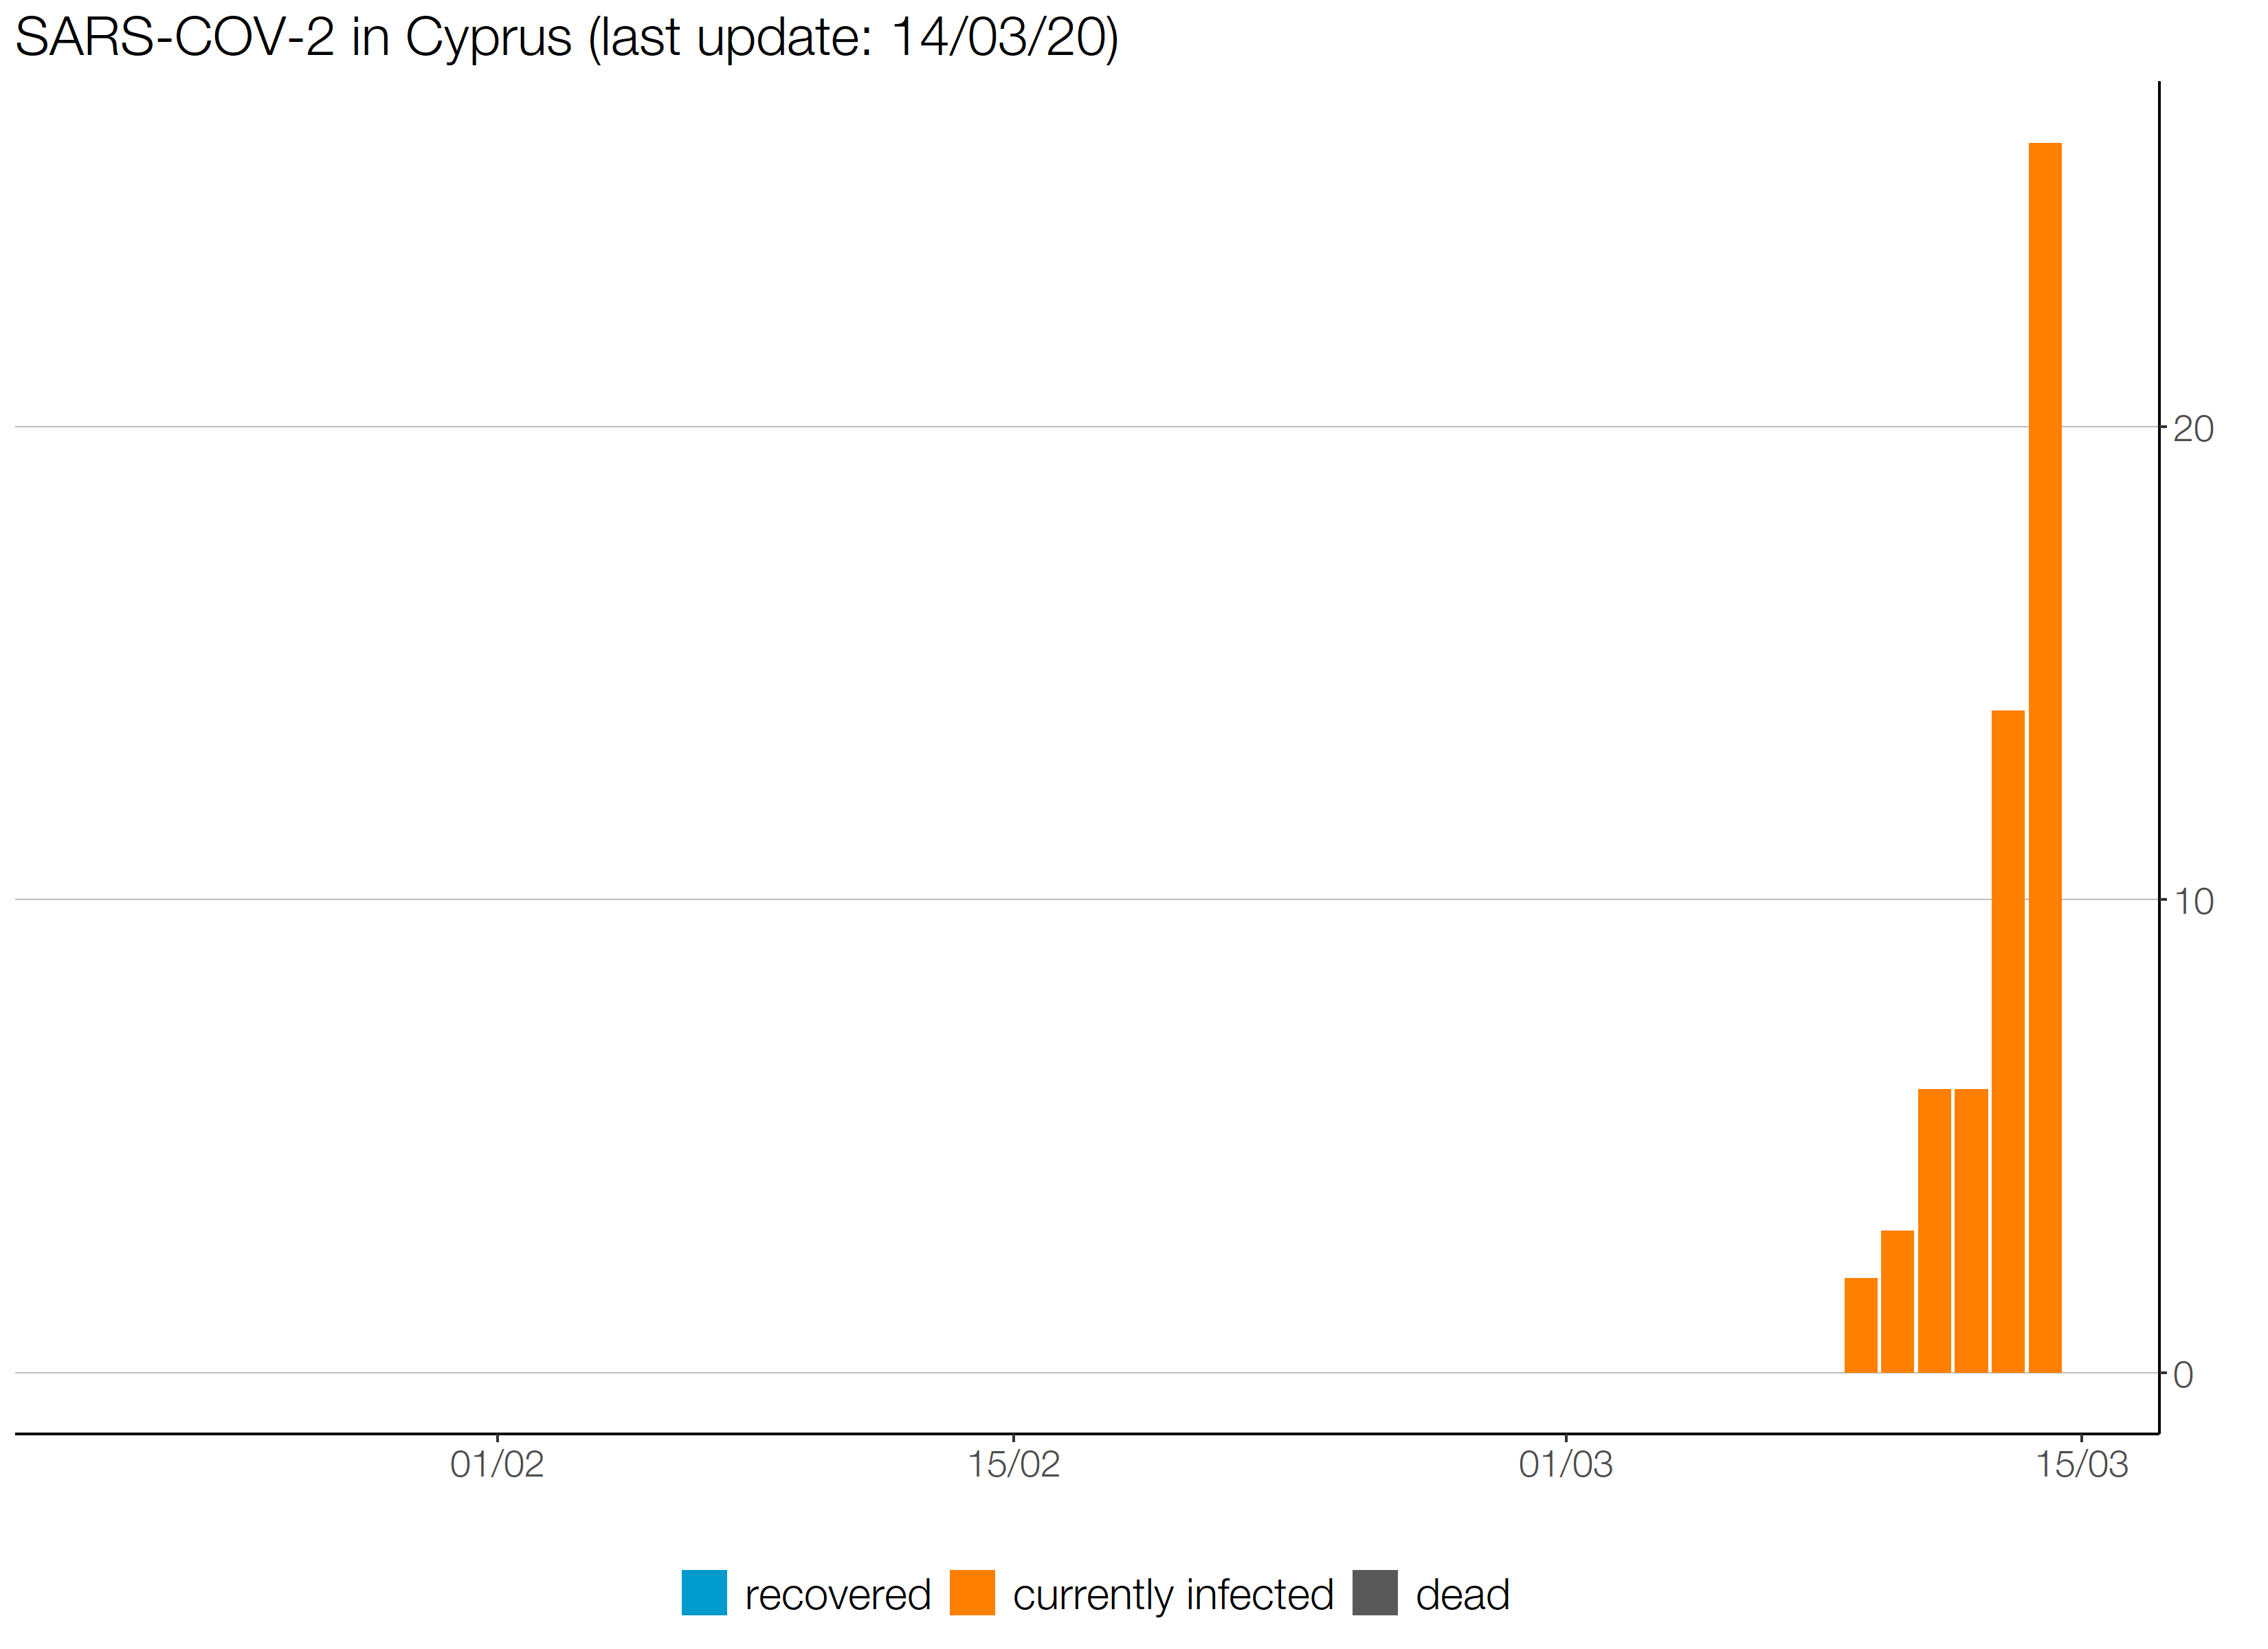 SARS-COV-2 in Cyprus (last update: 14/03/20)
20
10
0
01/02 15/02 01/03 15/03
recovered currently infected dead